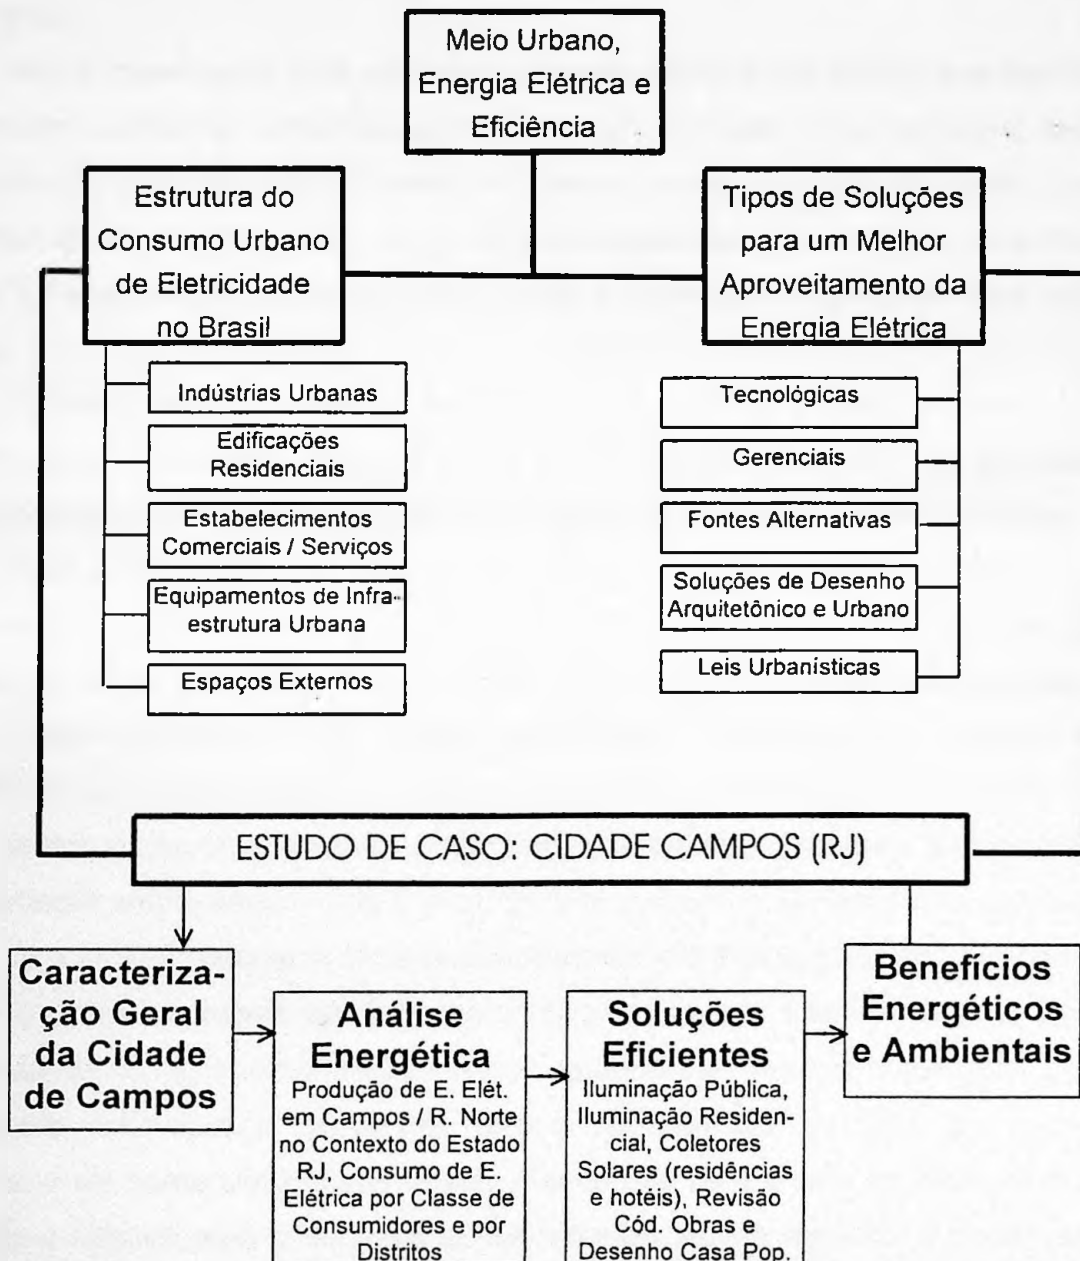 Meio Urbano,
Energia Elétrica e
Eficiência
Estrutura do
Consumo Urbano
de Eletricidade
no Brasil
Tipos de Soluções
para um Melhor
Aproveitamento da
Energia Elétrica
Indústrias Urbanas
Edificações
Residenciais
Estabelecimentos
Comerciais / Serviços
Equipamentos de Infra-
estrutura Urbana
Espaços Externos
Tecnológicas
Gerenciais
Fontes Alternativas
Soluções de Desenho
Arquitetônico e Urbano
Leis Urbanísticas
ESTUDO DE CASO: CIDADE CAMPOS (RJ)
Caracteriza-
ção Geral
da Cidade
de Campos
Análise
Energética
Produção de E. Elét.
em Campos / R. Norte
no Contexto do Estado
RJ, Consumo de E.
Elétrica por Classe de
Consumidores e por
Distritos
Soluções
Eficientes
Iluminação Pública,
Iluminação Residen-
cial, Coletores
Solares (residências
e hotéis), Revisão
Cód. Obras e
Desenho Casa Pop.
Benefícios
Energéticos
e Ambientais